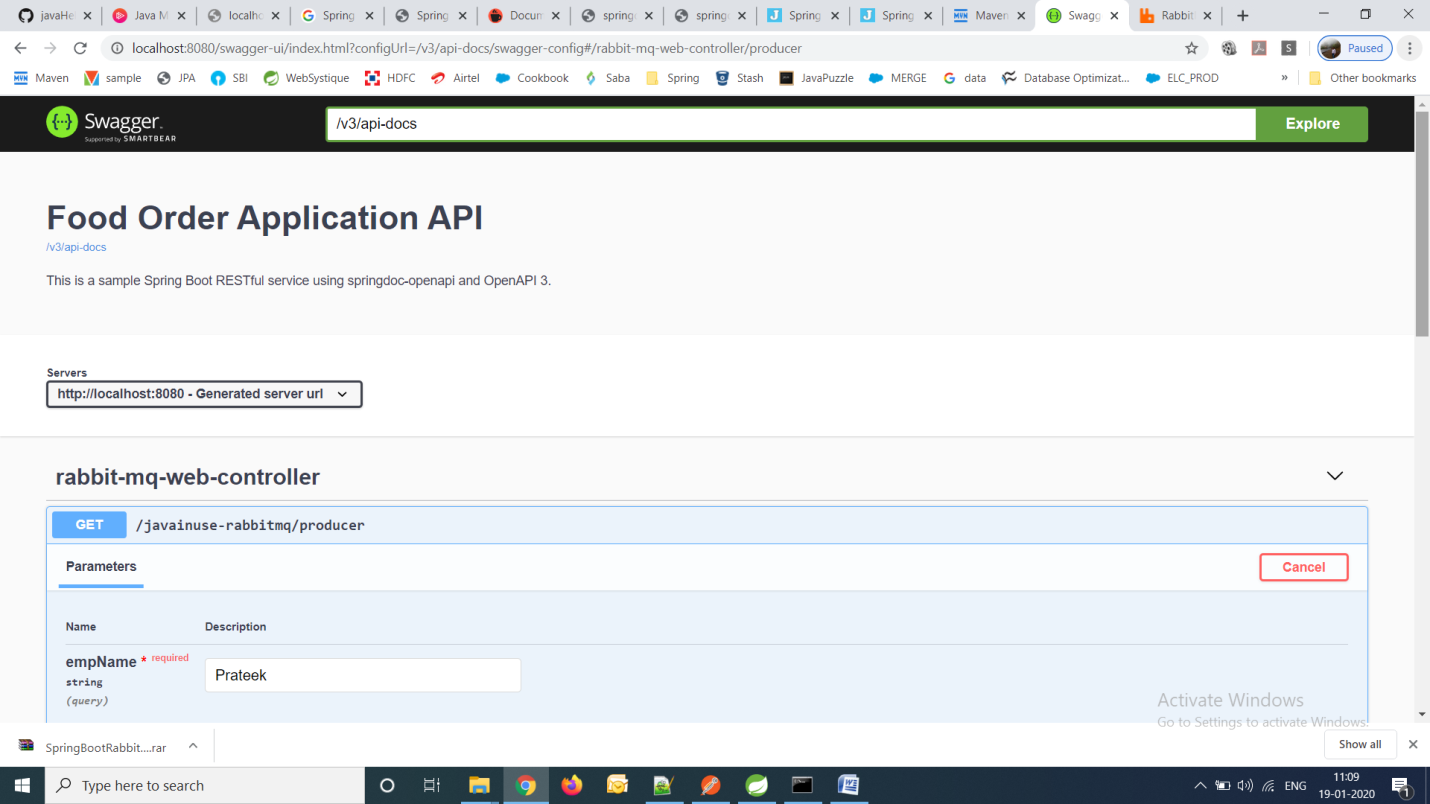 javaHe
Java M
localho
Spring
Spring
Docum
spring
spring
Spring
Spring
Maven
Swagg
Rabbit
localhost:8080/swagger-ui/index.html?configUrl=/v3/api-docs/swagger-config#/rabbit-mq-web-controller/producer
S
Paused
Maven
sample
JPA
SBI
WebSystique
HDFC
Airtel
Cookbook
Saba
Spring
Stash
JavaPuzzle
MERGE
data
Database Optimizat...
ELC_PROD
»
Other bookmarks
Swagger.
Supported by SMARTBEAR
/v3/api-docs
Explore
Food Order Application API
/v3/api-docs
This is a sample Spring Boot RESTful service using springdoc-openapi and OpenAPI 3.
Servers
http://localhost:8080 - Generated server url
rabbit-mq-web-controller
GET /javainuse-rabbitmq/producer
Parameters
Cancel
Name Description
empName * required
string
(query)
Prateek
Activate Windows
Go to Settings to activate Windows.
SpringBootRabbit....rar
Show all
Type here to search
ENG
11:09
19-01-2020
1